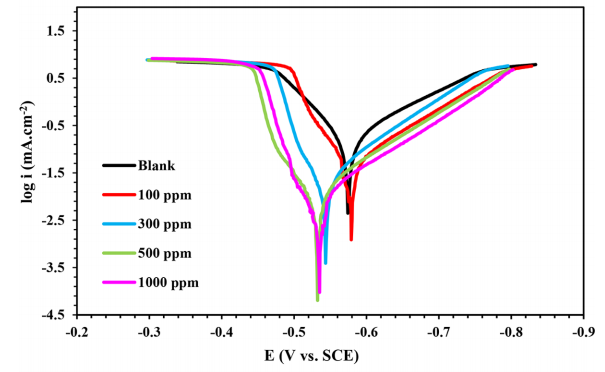 1.5
0.5
-0.5
-1.5
-2.5
-3.5
-4.5
log i (mA.cm-2)
Blank
100 ppm
300 ppm
500 ppm
1000 ppm
-0.2 -0.3 -0.4 -0.5 -0.6 -0.7 -0.8 -0.9
E (V vs. SCE)